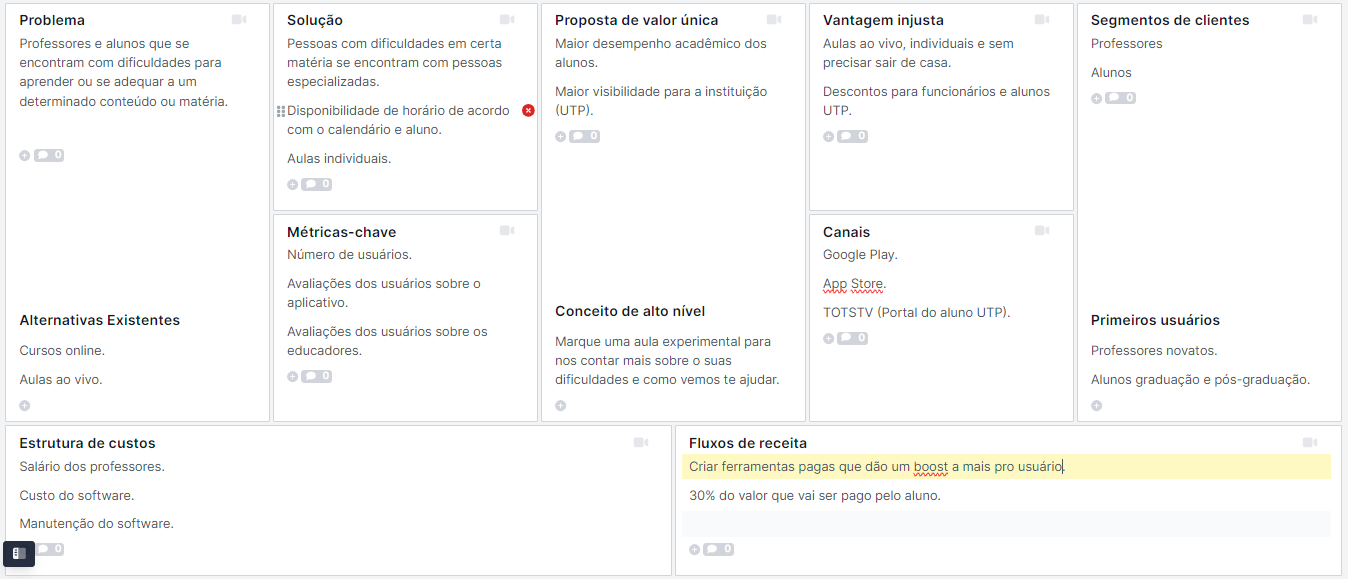 Problema
Professores e alunos que se
encontram com dificuldades para
aprender ou se adequar a um
determinado conteúdo ou matéria.
0
Alternativas Existentes
Cursos online.
Aulas ao vivo.
Solução
Pessoas com dificuldades em certa
matéria se encontram com pessoas
especializadas.
Disponibilidade de horário de acordo
com o calendário e aluno.
Aulas individuais.
0
Métricas-chave
Número de usuários.
Avaliações dos usuários sobre o
aplicativo.
Avaliações dos usuários sobre os
educadores.
0
Proposta de valor única
Maior desempenho acadêmico dos
alunos.
Maior visibilidade para a instituição
(UTP).
0
Conceito de alto nível
Marque uma aula experimental para
nos contar mais sobre o suas
dificuldades e como vemos te ajudar.
Vantagem injusta
Aulas ao vivo, individuais e sem
precisar sair de casa.
Descontos para funcionários e alunos
UTP.
0
Canais
Google Play.
App Store.
TOTSTV (Portal do aluno UTP).
0
Segmentos de clientes
Professores
Alunos
0
Primeiros usuários
Professores novatos.
Alunos graduação e pós-graduação.
Estrutura de custos
Salário dos professores.
Custo do software.
Manutenção do software.
0
Fluxos de receita
Criar ferramentas pagas que dão um boost a mais pro usuário.
30% do valor que vai ser pago pelo aluno.
0